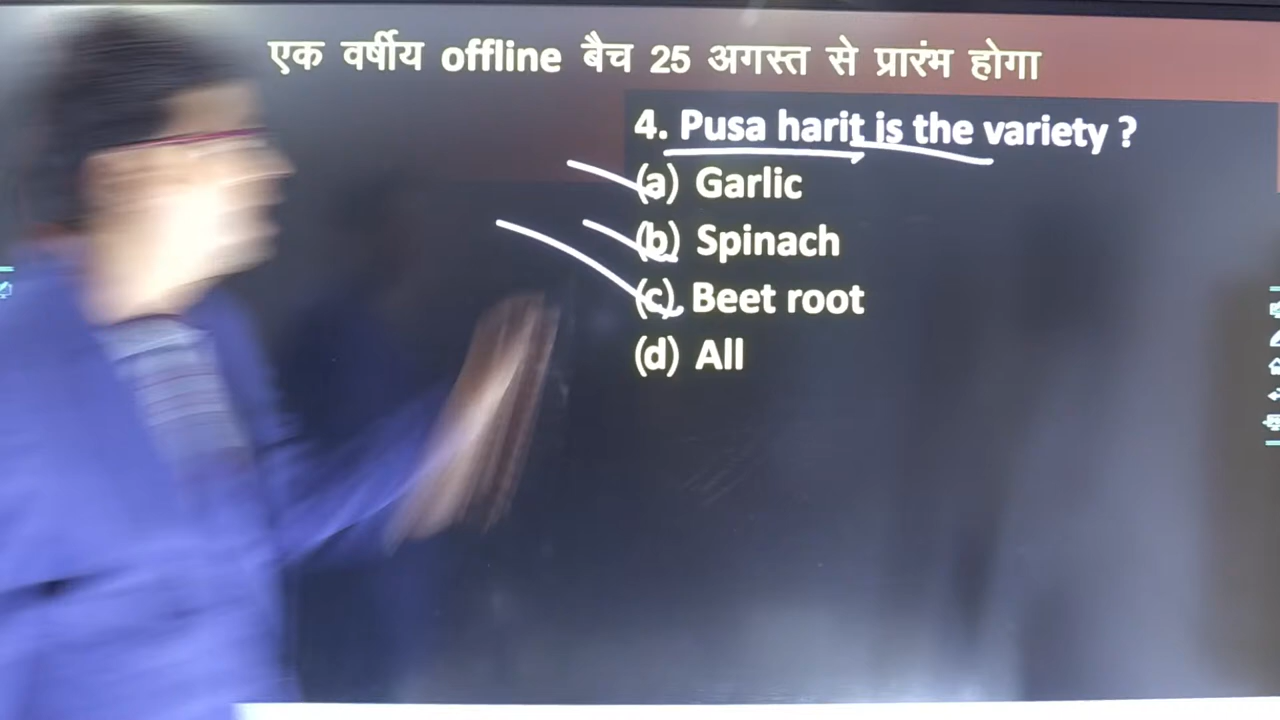 एक वर्षीय offline बैच 25 अगस्त से प्रारंभ होगा
4. Pusa harit is the variety ?
(a) Garlic
(b) Spinach
(c) Beet root
(d) All